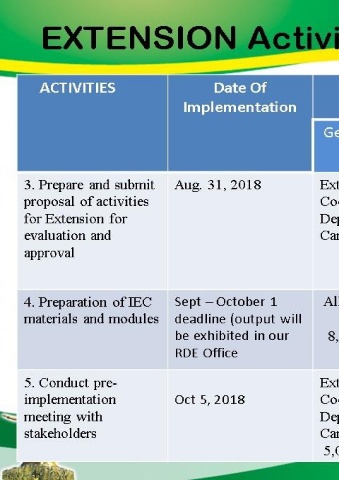 EXTENSION Activi
ACTIVITIES
Date Of
Implementation
Ge
3. Prepare and submit
proposal of activities
for Extension for
evaluation and
approval
Aug. 31, 2018
Ext
Coo
Dep
Car
4. Preparation of IEC
materials and modules
Sept – October 1
deadline (output will
be exhibited in our
RDE Office
Al
8,
5. Conduct pre-
implementation
meeting with
stakeholders
Oct 5, 2018
Ext
Coo
Dep
Car
5,0